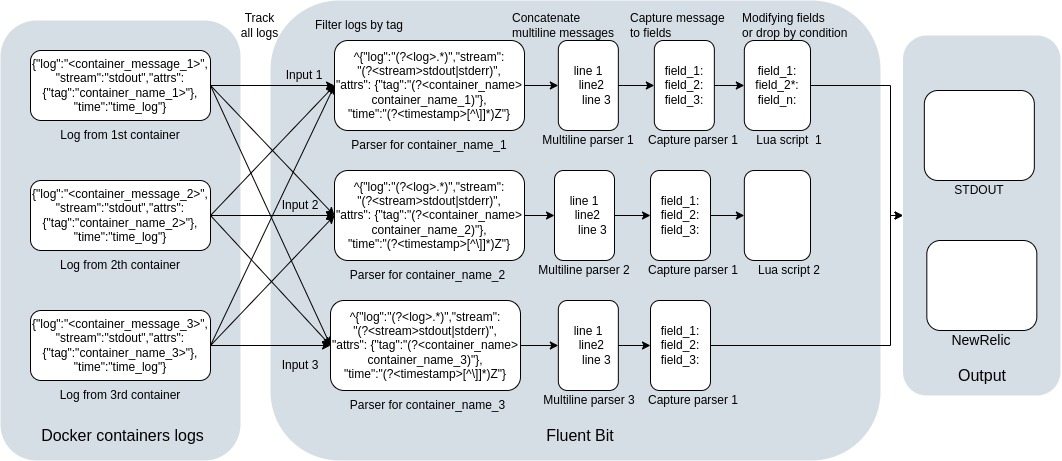 Track
all logs
Filter logs by tag
Concatenate
multiline messages
Capture message
to fields
Modifying fields
or drop by condition
{"log":"<container_message_1>",
"stream":"stdout","attrs":
{"tag":"container_name_1>"},
"time":"time_log"}
Log from 1st container
Input 1
^{"log":"(?<log>.*)","stream":
"(?<stream>stdout|stderr)",
"attrs": {"tag":"(?<container_name>
container_name_1)"},
"time":"(?<timestamp>[^\]]*)Z"}
Parser for container_name_1
line 1
line2
line 3
Multiline parser 1
field_1:
field_2:
field_3:
Capture parser 1
field_1:
field_2*:
field_n:
Lua script 1
{"log":"<container_message_2>",
"stream":"stdout","attrs":
{"tag":"container_name_2>"},
"time":"time_log"}
Log from 2th container
Input 2
^{"log":"(?<log>.*)","stream":
"(?<stream>stdout|stderr)",
"attrs": {"tag":"(?<container_name>
container_name_2)"},
"time":"(?<timestamp>[^\]]*)Z"}
Parser for container_name_2
line 1
line2
line 3
Multiline parser 2
field_1:
field_2:
field_3:
Capture parser 1
Lua script 2
{"log":"<container_message_3>",
"stream":"stdout","attrs":
{"tag":"container_name_3>"},
"time":"time_log"}
Log from 3rd container
Input 3
^{"log":"(?<log>.*)","stream":
"(?<stream>stdout|stderr)",
"attrs": {"tag":"(?<container_name>
container_name_3)"},
"time":"(?<timestamp>[^\]]*)Z"}
Parser for container_name_3
line 1
line2
line 3
Multiline parser 3
field_1:
field_2:
field_3:
Capture parser 1
STDOUT
NewRelic
Output
Docker containers logs
Fluent Bit